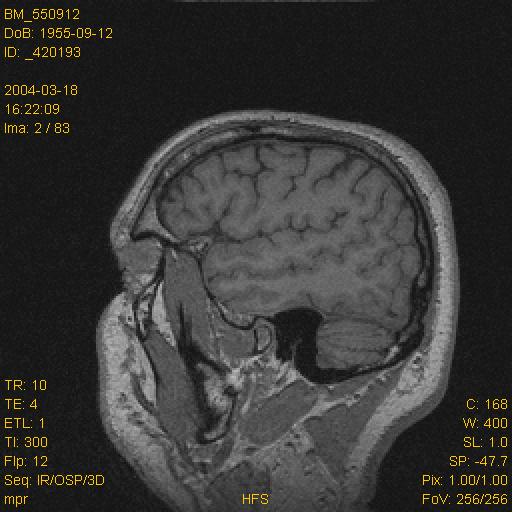 BM_550912
DoB: 1955-09-12
ID: _420193
2004-03-18
16:22:09
Ima: 2 / 83
TR: 10
TE: 4
ETL: 1
TI: 300
Flp: 12
Seq: IR/OSP/3D
mpr
HFS
C: 168
W: 400
SL: 1.0
SP: -47.7
Pix: 1.00/1.00
FoV: 256/256